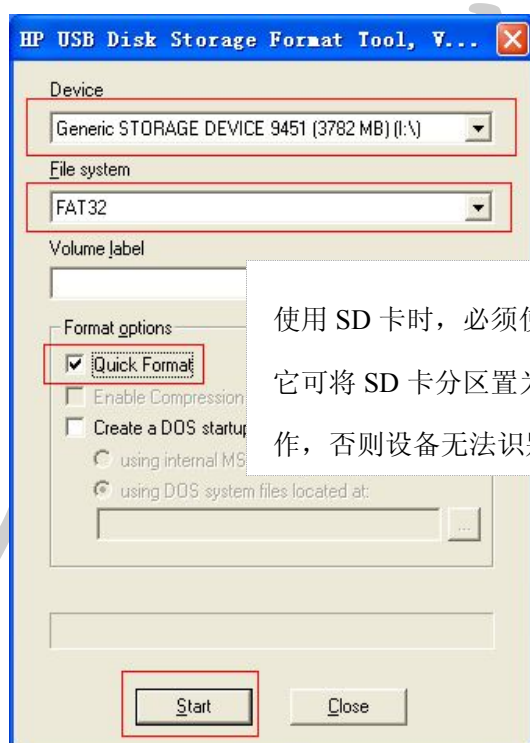 HP USB Disk Storage Format Tool, V...
Device
Generic STORAGE DEVICE 9451 (3782 MB) (I:\)
File system
FAT32
Volume label
Format options
Quick Format
Enable Compression
Create a DOS startup
using internal MS
using DOS system files located at:
...
使用 SD 卡时，必须
它可将 SD 卡分区置
作，否则设备无法识
Start
Close